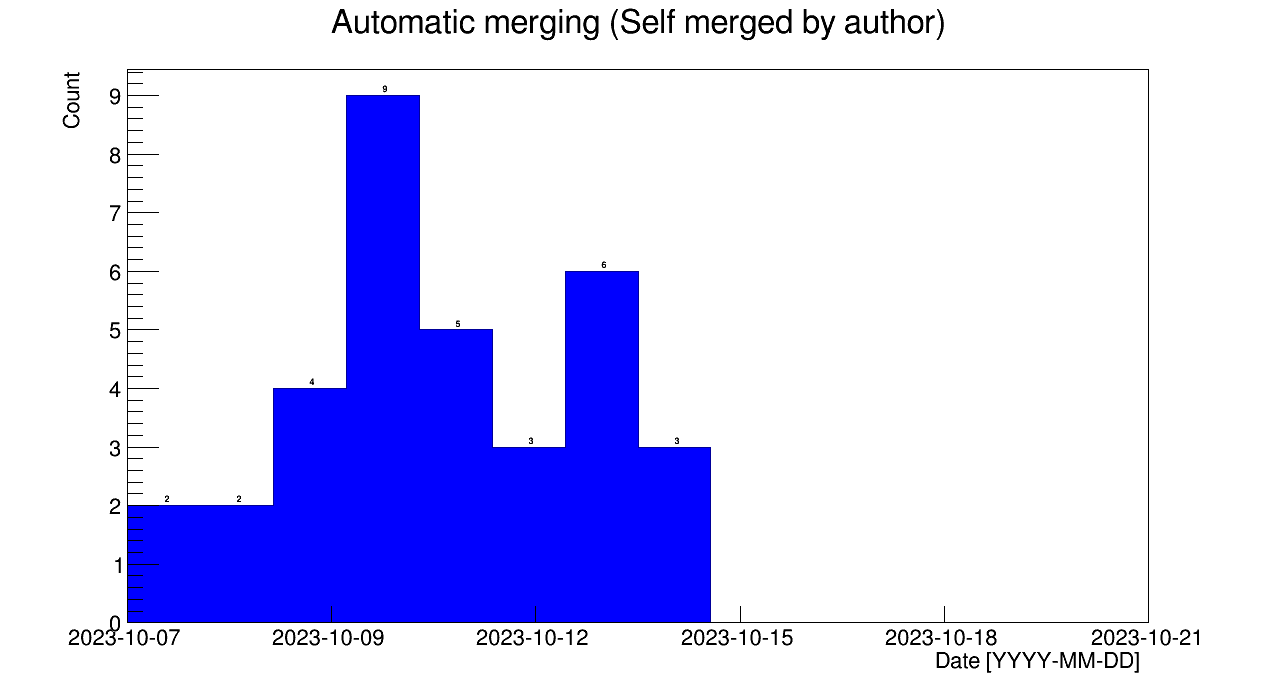 Automatic merging (Self merged by author)
Count
9
8
7
6
5
4
3
2
1
0
2 2 4 9 5 3 6 3
2023-10-07 2023-10-09 2023-10-12 2023-10-15 2023-10-18 2023-10-21
Date [YYYY-MM-DD]